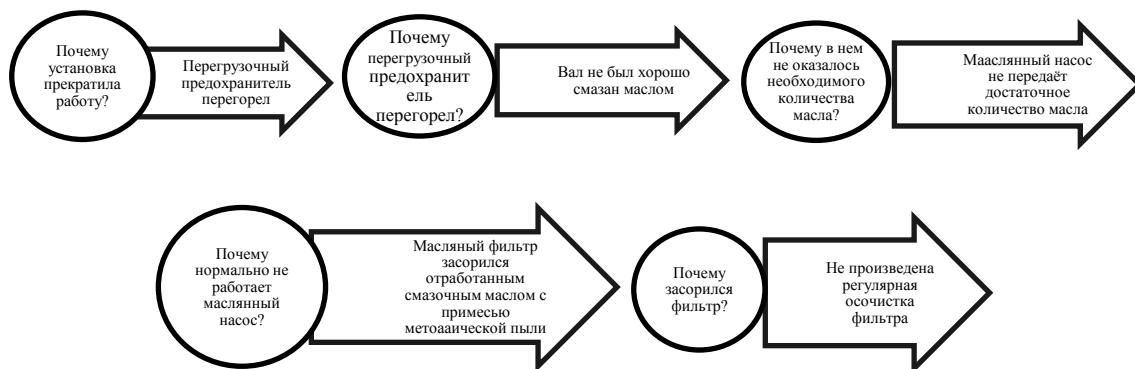 Почему
установка
прекратила
работу?
Перегрузочный
предохранитель
перегорел
Почему
перегрузочный
предохранит
ель
перегорел?
Вал не был хорошо
смазан маслом
Почему в нем
не оказалось
необходимого
количества
масла?
Мааслянный насос
не передаёт
достаточное
количество масла
Почему
нормально не
работает
маслянный
насос?
Масляный фильтр
засорился
отработанным
смазочным маслом с
примесью
метоааической пыли
Почему
засорился
фильтр?
Не произведена
регулярная
осочистка
фильтра